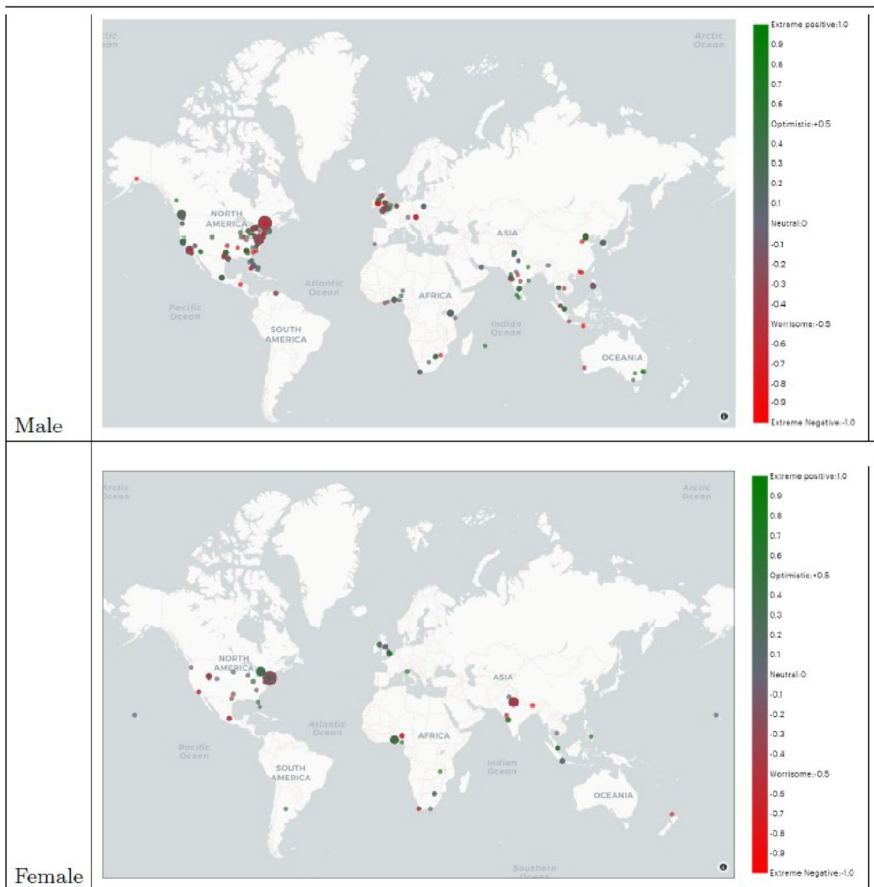 Arctic
Ocean
Arctic
Ocean
NORTH
AMERICA
ASIA
Atlantic
Ocean
AFRICA
Pacific
Ocean
Indian
Ocean
SOUTH
AMERICA
OCEANIA
Extreme positive:1.0
0.9
0.8
0.7
0.6
Optimistic:+0.5
0.4
0.3
0.2
0.1
Neutral:0
-0.1
-0.2
-0.3
-0.4
Worrisome:-0.5
-0.6
-0.7
-0.8
-0.9
Extreme Negative:-1.0
Male
Arctic
Ocean
Arctic
Ocean
NORTH
AMERICA
ASIA
Atlantic
Ocean
AFRICA
Pacific
Ocean
Indian
Ocean
SOUTH
AMERICA
OCEANIA
Southern
Ocean
Extreme positive:1.0
0.9
0.8
0.7
0.6
Optimistic:+0.5
0.4
0.3
0.2
0.1
Neutral:0
-0.1
-0.2
-0.3
-0.4
Worrisome:-0.5
-0.6
-0.7
-0.8
-0.9
Extreme Negative:-1.0
Female